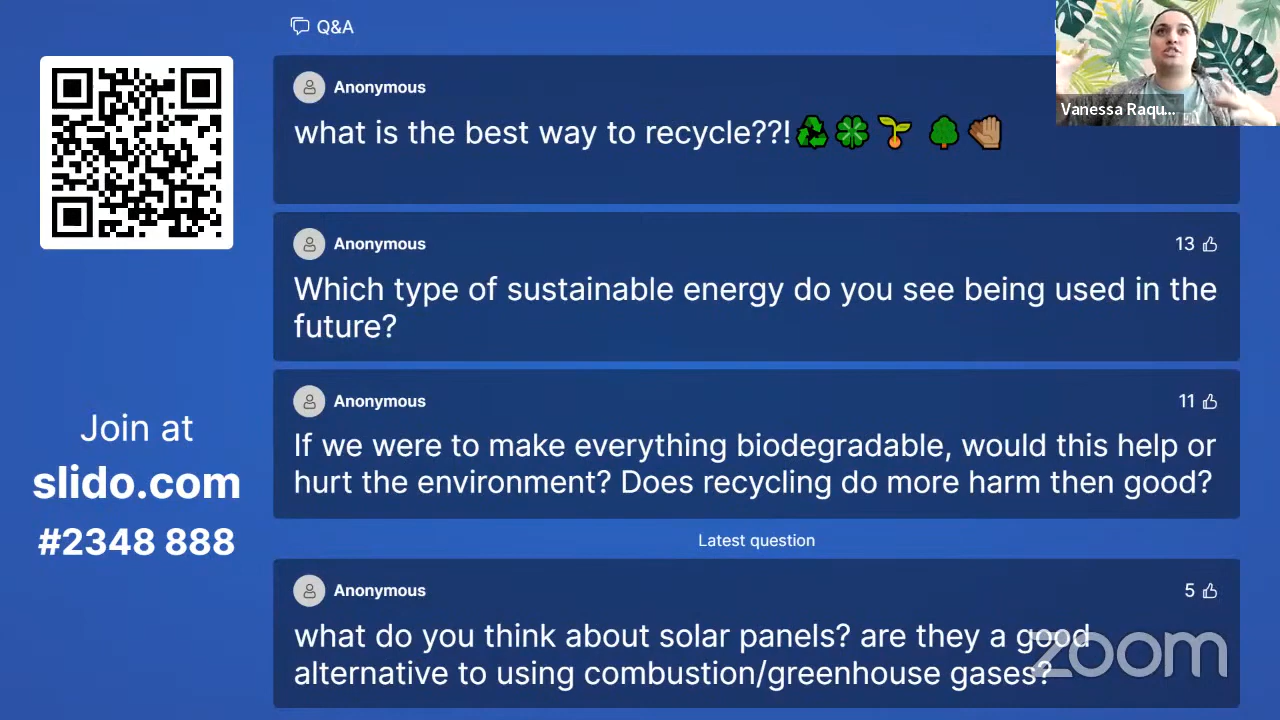 Q&A
Anonymous
what is the best way to recycle??!♻🍀🌱 🌳🤚🏽
Vanessa Raqu...
Anonymous
13
Which type of sustainable energy do you see being used in the
future?
Anonymous
11
If we were to make everything biodegradable, would this help or
hurt the environment? Does recycling do more harm then good?
Join at
slido.com
#2348 888
Latest question
Anonymous
5
what do you think about solar panels? are they a good
alternative to using combustion/greenhouse gases?
zoom